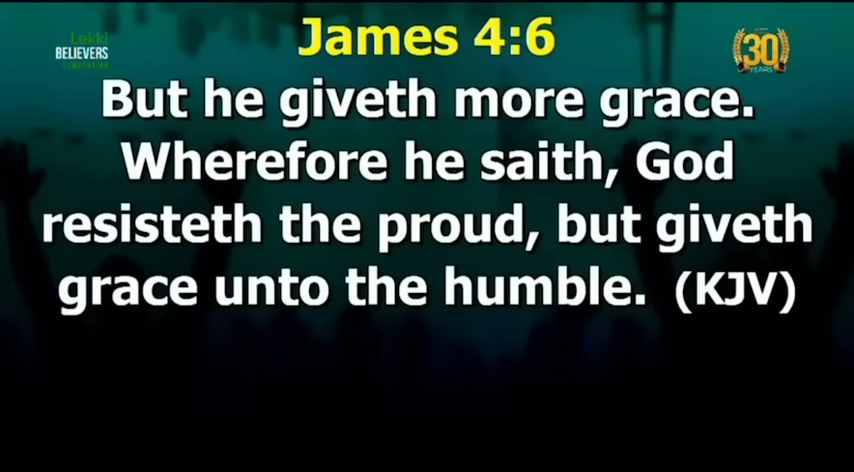 James 4:6
Lekki
BELIEVERS
CONVENTION
30
YEARS
But he giveth more grace.
Wherefore he saith, God
resisteth the proud, but giveth
grace unto the humble. (KJV)